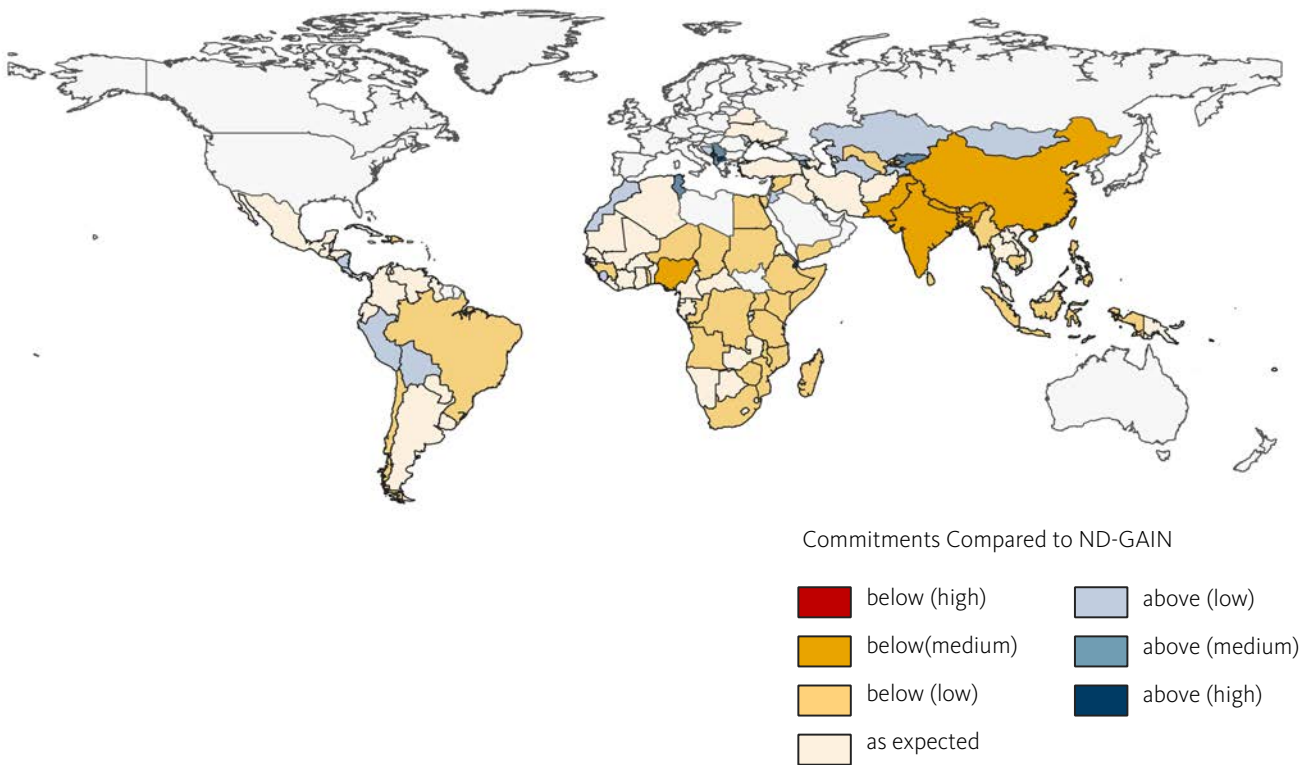 Commitments Compared to ND-GAIN
below (high)
below(medium)
below (low)
as expected
above (low)
above (medium)
above (high)